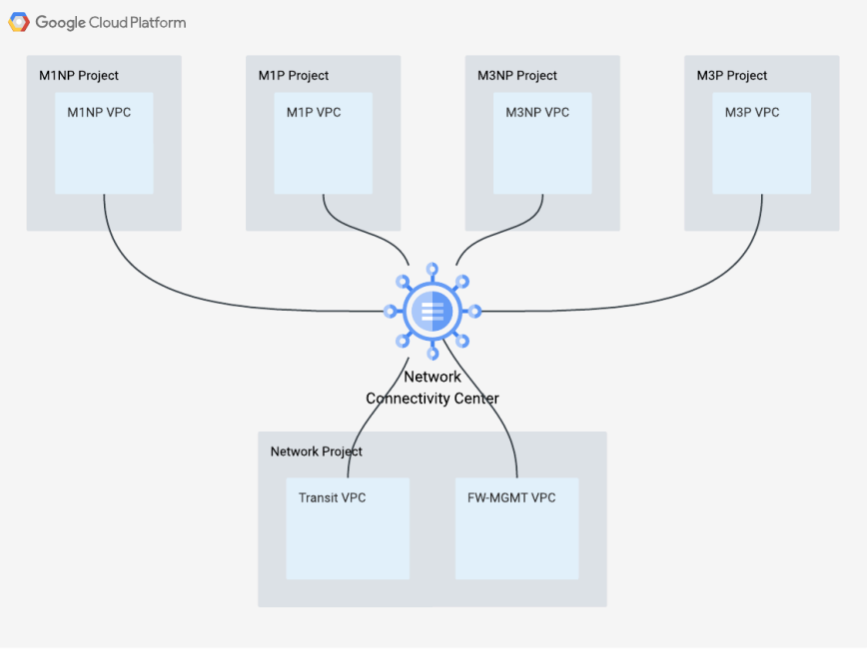 Google Cloud Platform
M1NP Project
M1P Project
M3NP Project
M3P Project
M1NP VPC
M1P VPC
M3NP VPC
M3P VPC
Network
Connectivity Center
Network Project
Transit VPC
FW-MGMT VPC